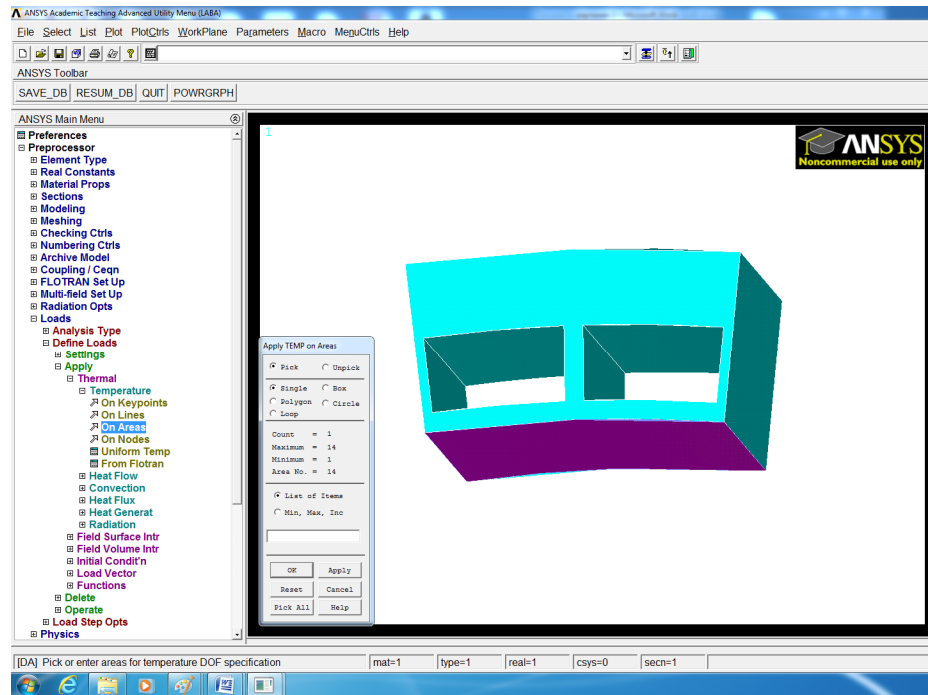 ANSYS Academic Teaching Advanced Utility Menu (LABA)
File Select List Plot PlotCtrls WorkPlane Parameters Macro MenuCtrls Help
ANSYS Toolbar
SAVE_DB RESUM_DB QUIT POWRGRPH
ANSYS Main Menu
Preferences
Preprocessor
Element Type
Real Constants
Material Props
Sections
Modeling
Meshing
Checking Ctrls
Numbering Ctrls
Archive Model
Coupling / Ceqn
FLOTRAN Set Up
Multi-field Set Up
Radiation Opts
Loads
Analysis Type
Define Loads
Settings
Apply
Thermal
Temperature
On Keypoints
On Lines
On Areas
On Nodes
Uniform Temp
From Flotran
Heat Flow
Convection
Heat Flux
Heat Generat
Radiation
Field Surface Intr
Field Volume Intr
Initial Condit'n
Load Vector
Functions
Delete
Operate
Load Step Opts
Physics
1
ANSYS
Noncommercial use only
Apply TEMP on Areas
Pick Unpick
Single Box
Polygon Circle
Loop
Count = 1
Maximum = 14
Minimum = 1
Area No. = 14
List of Items
Min, Max, Inc
OK Apply
Reset Cancel
Pick All Help
[DA] Pick or enter areas for temperature DOF specification mat=1 type=1 real=1 csys=0 secn=1